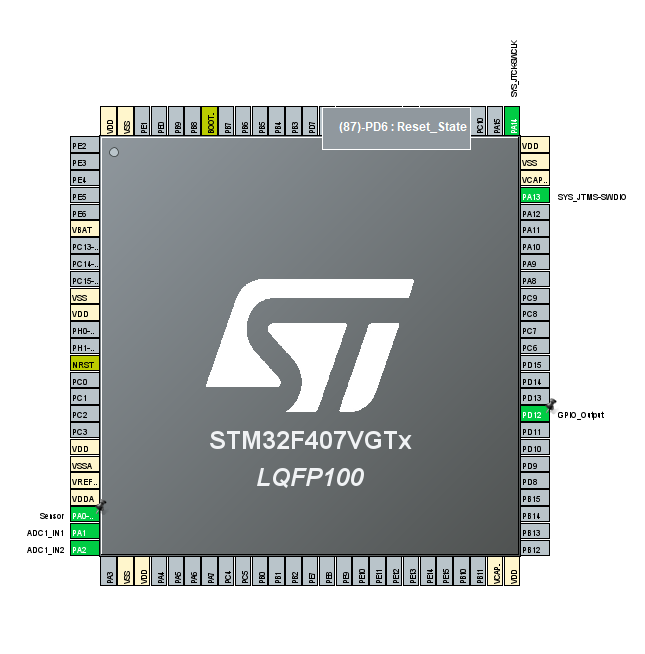 SYS_JTCK-SWCLK
VDD
VSS
PE1
PE0
PB9
PB8
BOOT..
PB7
PB6
PB5
PB4
PB3
PD7
(87)-PD6 : Reset_State
PC10
PA15
PA14
PE2
PE3
PE4
PE5
PE6
VBAT
PC13-..
PC14-..
PC15-..
VSS
VDD
PH0-..
PH1-..
NRST
PC0
PC1
PC2
PC3
VDD
VSSA
VREF..
VDDA
Sensor PA0-..
ADC1_IN1 PA1
ADC1_IN2 PA2
ST
STM32F407VGTx
LQFP100
VDD
VSS
VCAP..
PA13 SYS_JTMS-SWDIO
PA12
PA11
PA10
PA9
PA8
PC9
PC8
PC7
PC6
PD15
PD14
PD13
PD12 GPIO_Output
PD11
PD10
PD9
PD8
PB15
PB14
PB13
PB12
PA3
VSS
VDD
PA4
PA5
PA6
PA7
PC4
PC5
PB0
PB1
PB2
PE7
PE8
PE9
PE10
PE11
PE12
PE13
PE14
PE15
PB10
PB11
VCAP..
VDD